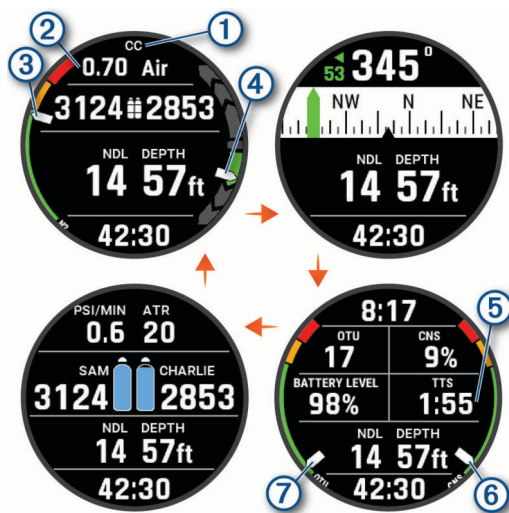 1
CC
2
0.70 Air
3
3124 2853
4
NDL DEPTH
14 57ft
N2
42:30
53 345°
NW N NE
NDL DEPTH
14 57ft
42:30
PSI/MIN ATR
0.6 20
SAM CHARLIE
3124 2853
NDL DEPTH
14 57ft
42:30
8:17
5
OTU CNS
17 9%
BATTERY LEVEL TTS
98% 1:55
NDL DEPTH
14 57ft
OTU 42:30 CNS
7
6